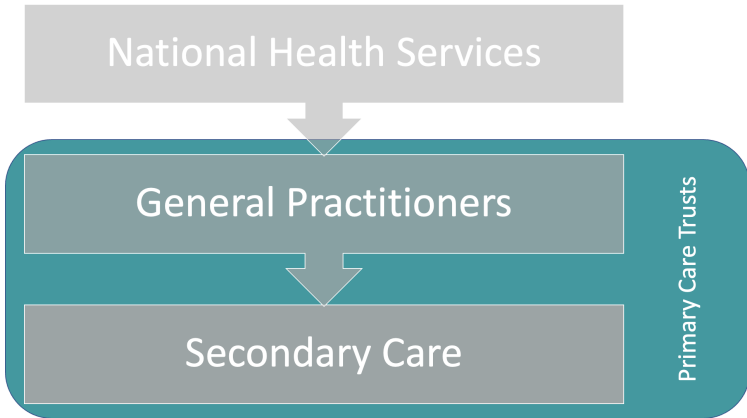 National Health Services
General Practitioners
Secondary Care
Primary Care Trusts